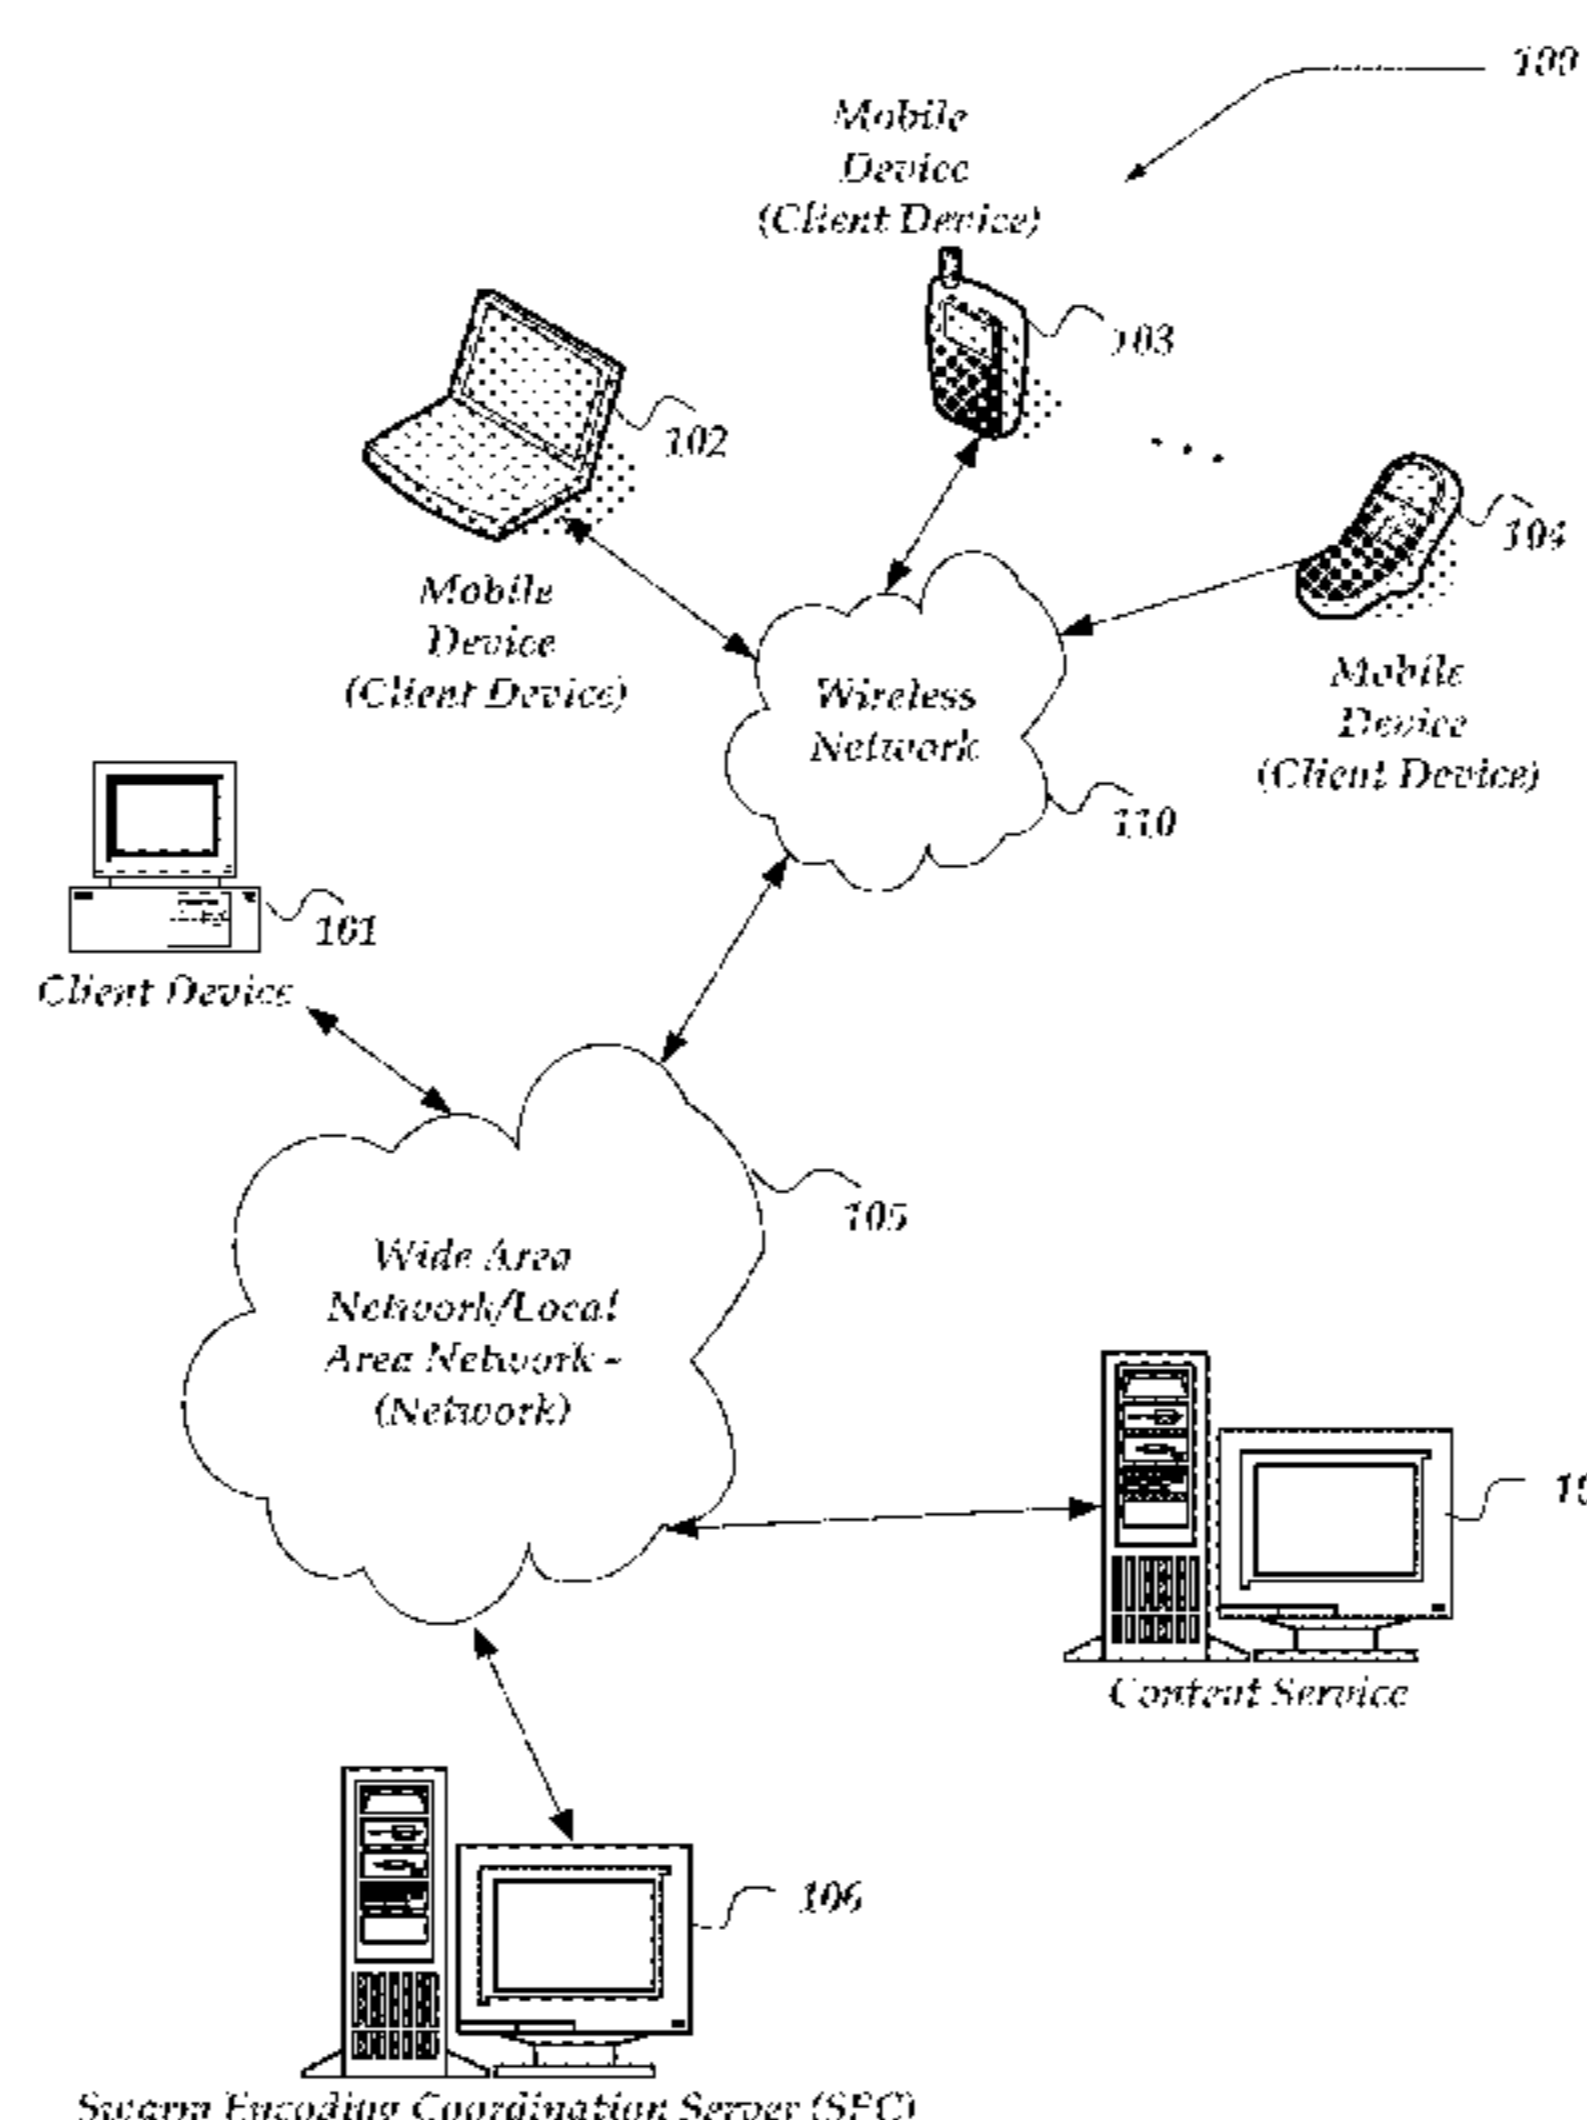 100
Mobile
Device
(Client Device)
103
102
104
Mobile
Device
(Client Device)
Wireless
Network
Mobile
Device
(Client Device)
110
101
Client Device
105
Wide Area
Network/Local
Area Network -
(Network)
Content Service
106
Swarm Encoding Coordination Server (SEC)